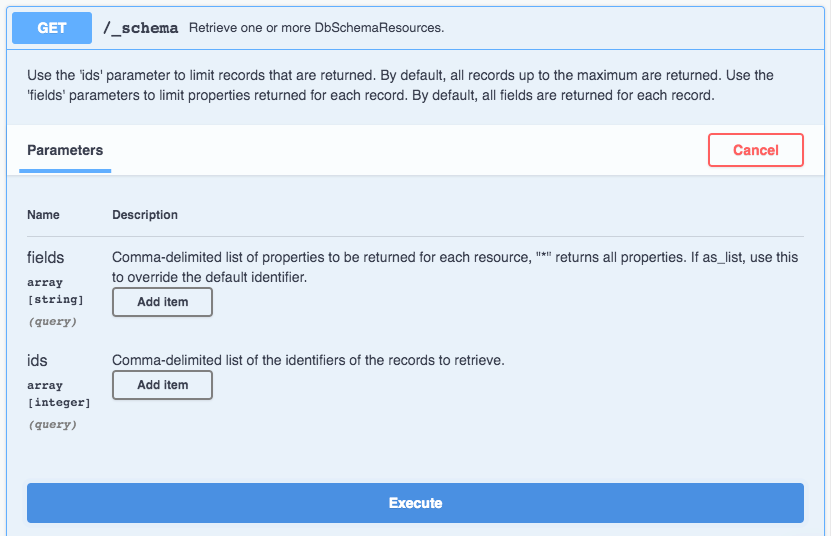 GET /_schema Retrieve one or more DbSchemaResources.
Use the 'ids' parameter to limit records that are returned. By default, all records up to the maximum are returned. Use the
'fields' parameters to limit properties returned for each record. By default, all fields are returned for each record.
Parameters
Cancel
Name Description
fields
array
[string]
(query)
Comma-delimited list of properties to be returned for each resource, "*" returns all properties. If as_list, use this
to override the default identifier.
Add item
ids
array
[integer]
(query)
Comma-delimited list of the identifiers of the records to retrieve.
Add item
Execute